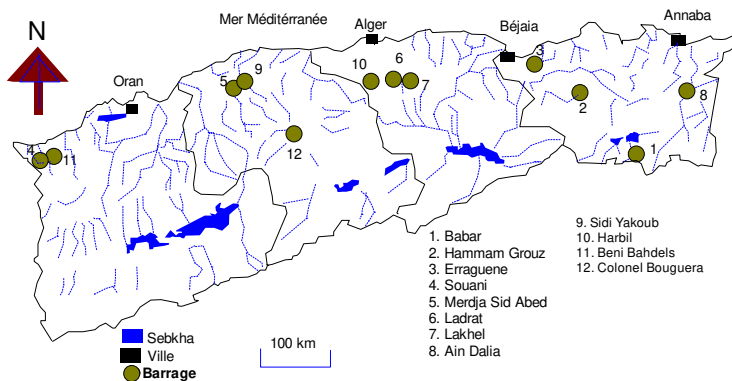 Mer Méditérranée
Alger
Béjaia
Annaba
N
Oran
5
9
10
6
7
3
2
8
4
11
12
1
1. Babar
2. Hammam Grouz
3. Erraguene
4. Souani
5. Merdja Sid Abed
6. Ladrat
7. Lakhel
8. Ain Dalia
9. Sidi Yakoub
10. Harbil
11. Beni Bahdels
12. Colonel Bouguera
Sebkha
Ville
Barrage
100 km